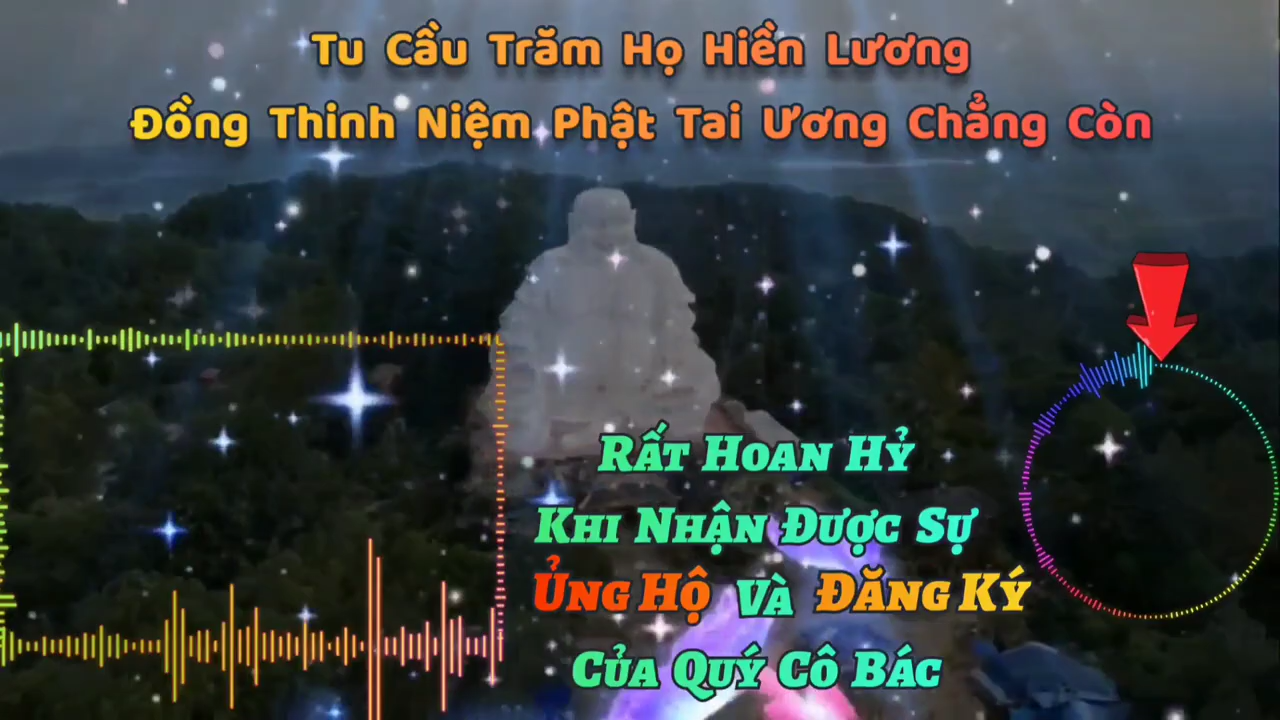 Tu Cầu Trăm Họ Hiền Lương
Đồng Thinh Niệm Phật Tai Ương Chẳng Còn
Rất Hoan Hỷ
Khi Nhận Được Sự
Ủng Hộ Và Đăng Ký
Của Quý Cô Bác